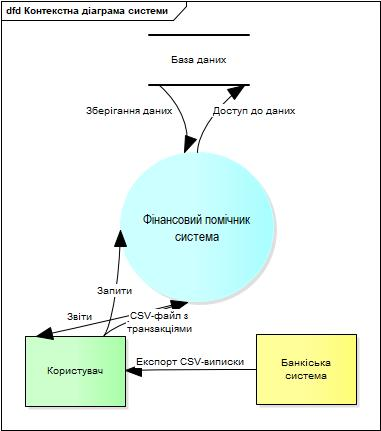 dfd Контекстна діаграма системи
База даних
Зберігання даних
Доступ до даних
Фінансовий помічник
система
Запити
Звіти
CSV-файл з
транзакціями
Користувач
Експорт CSV-виписки
Банкіська
система